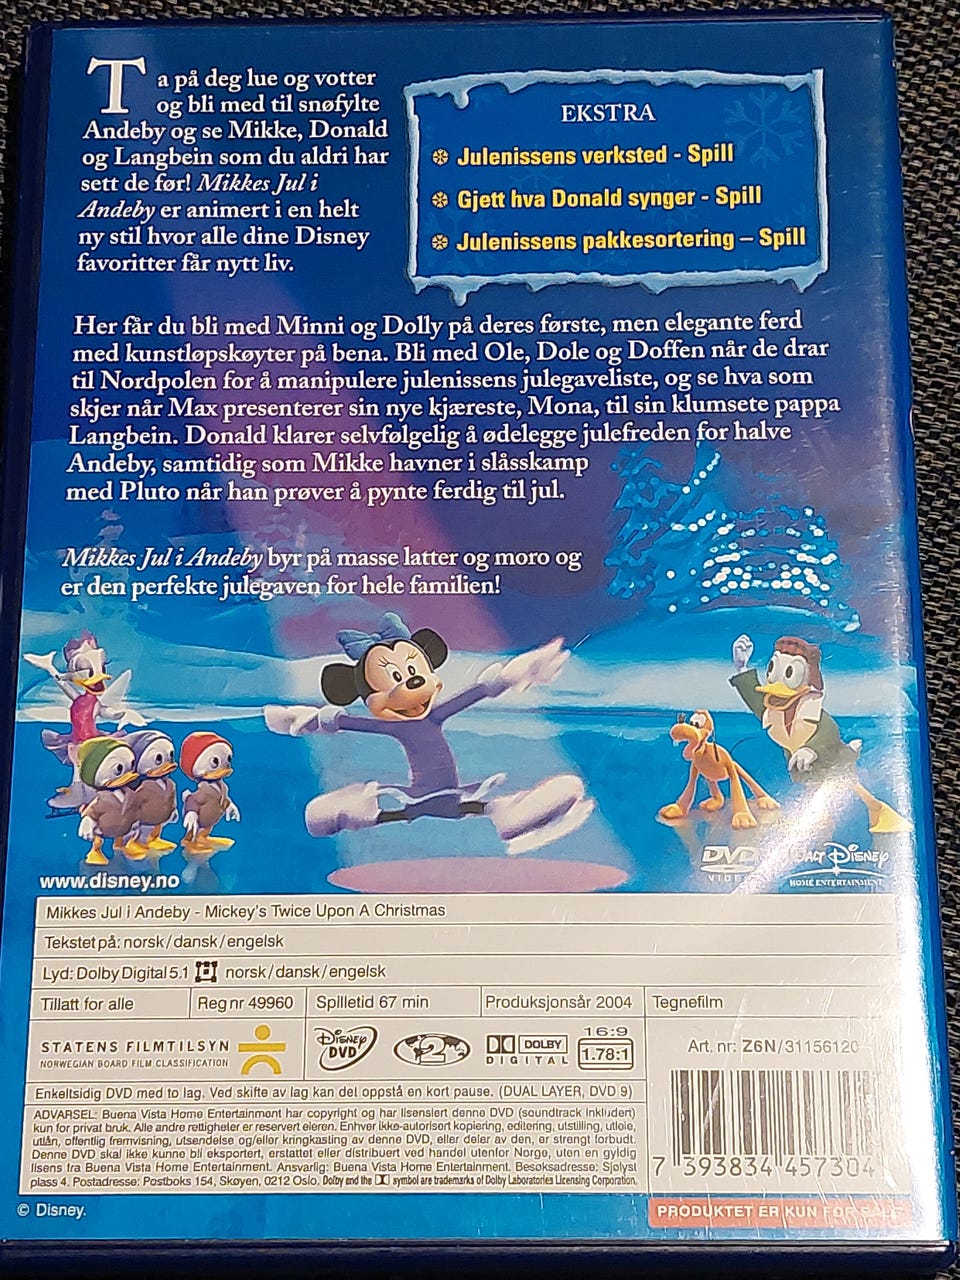 Ta på deg lue og votter
og bli med til snøfylte
Andeby og se Mikke, Donald
og Langbein som du aldri har
sett de før! Mikkes Jul i
Andeby er animert i en helt
ny stil hvor alle dine Disney
favoritter får nytt liv.
EKSTRA
Julenissens verksted - Spill
Gjett hva Donald synger - Spill
Julenissens pakkesortering – Spill
Her får du bli med Minni og Dolly på deres første, men elegante ferd
med kunstløpskøyter på bena. Bli med Ole, Dole og Doffen når de drar
til Nordpolen for å manipulere julenissens julegaveliste, og se hva som
skjer når Max presenterer sin nye kjæreste, Mona, til sin klumsete pappa
Langbein. Donald klarer selvfølgelig å ødelegge julefreden for halve
Andeby, samtidig som Mikke havner i slåsskamp
med Pluto når han prøver å pynte ferdig til jul.
Mikkes Jul i Andeby byr på masse latter og moro og
er den perfekte julegaven for hele familien!
DVD
VIDEO
WALT DISNEY
HOME ENTERTAINMENT
www.disney.no
Mikkes Jul i Andeby - Mickey's Twice Upon A Christmas
Tekstet på: norsk/dansk/engelsk
Lyd: Dolby Digital 5.1 norsk/dansk/engelsk
Tillatt for alle
Reg nr 49960
Spilletid 67 min
Produksjonsår 2004
Tegnefilm
STATENS FILMTILSYN
NORWEGIAN BOARD FILM CLASSIFICATION
Disney
DVD
2
DOLBY
DIGITAL
16:9
1.78:1
Art. nr: Z6N/31156120
Enkeltsidig DVD med to lag. Ved skifte av lag kan det oppstå en kort pause. (DUAL LAYER, DVD 9)
ADVARSEL: Buena Vista Home Entertainment har copyright og har lisensiert denne DVD (soundtrack inkludert)
kun for privat bruk. Alle andre rettigheter er reservert eieren. Enhver ikke-autorisert kopiering, editering, utstilling, utleie,
utlån, offentlig fremvisning, utsendelse og/eller kringkasting av denne DVD, eller deler av den, er strengt forbudt.
Denne DVD skal ikke kunne bli eksportert, erstattet eller distribuert ved handel utenfor Norge, uten en gyldig
lisens fra Buena Vista Home Entertainment. Ansvarlig: Buena Vista Home Entertainment. Besøksadresse: Sjølyst
plass 4. Postadresse: Postboks 154, Skøyen, 0212 Oslo. Dolby and the symbol are trademarks of Dolby Laboratories Licensing Corporation.
7 393834 457304
PRODUKTET ER KUN FOR SALG
© Disney.